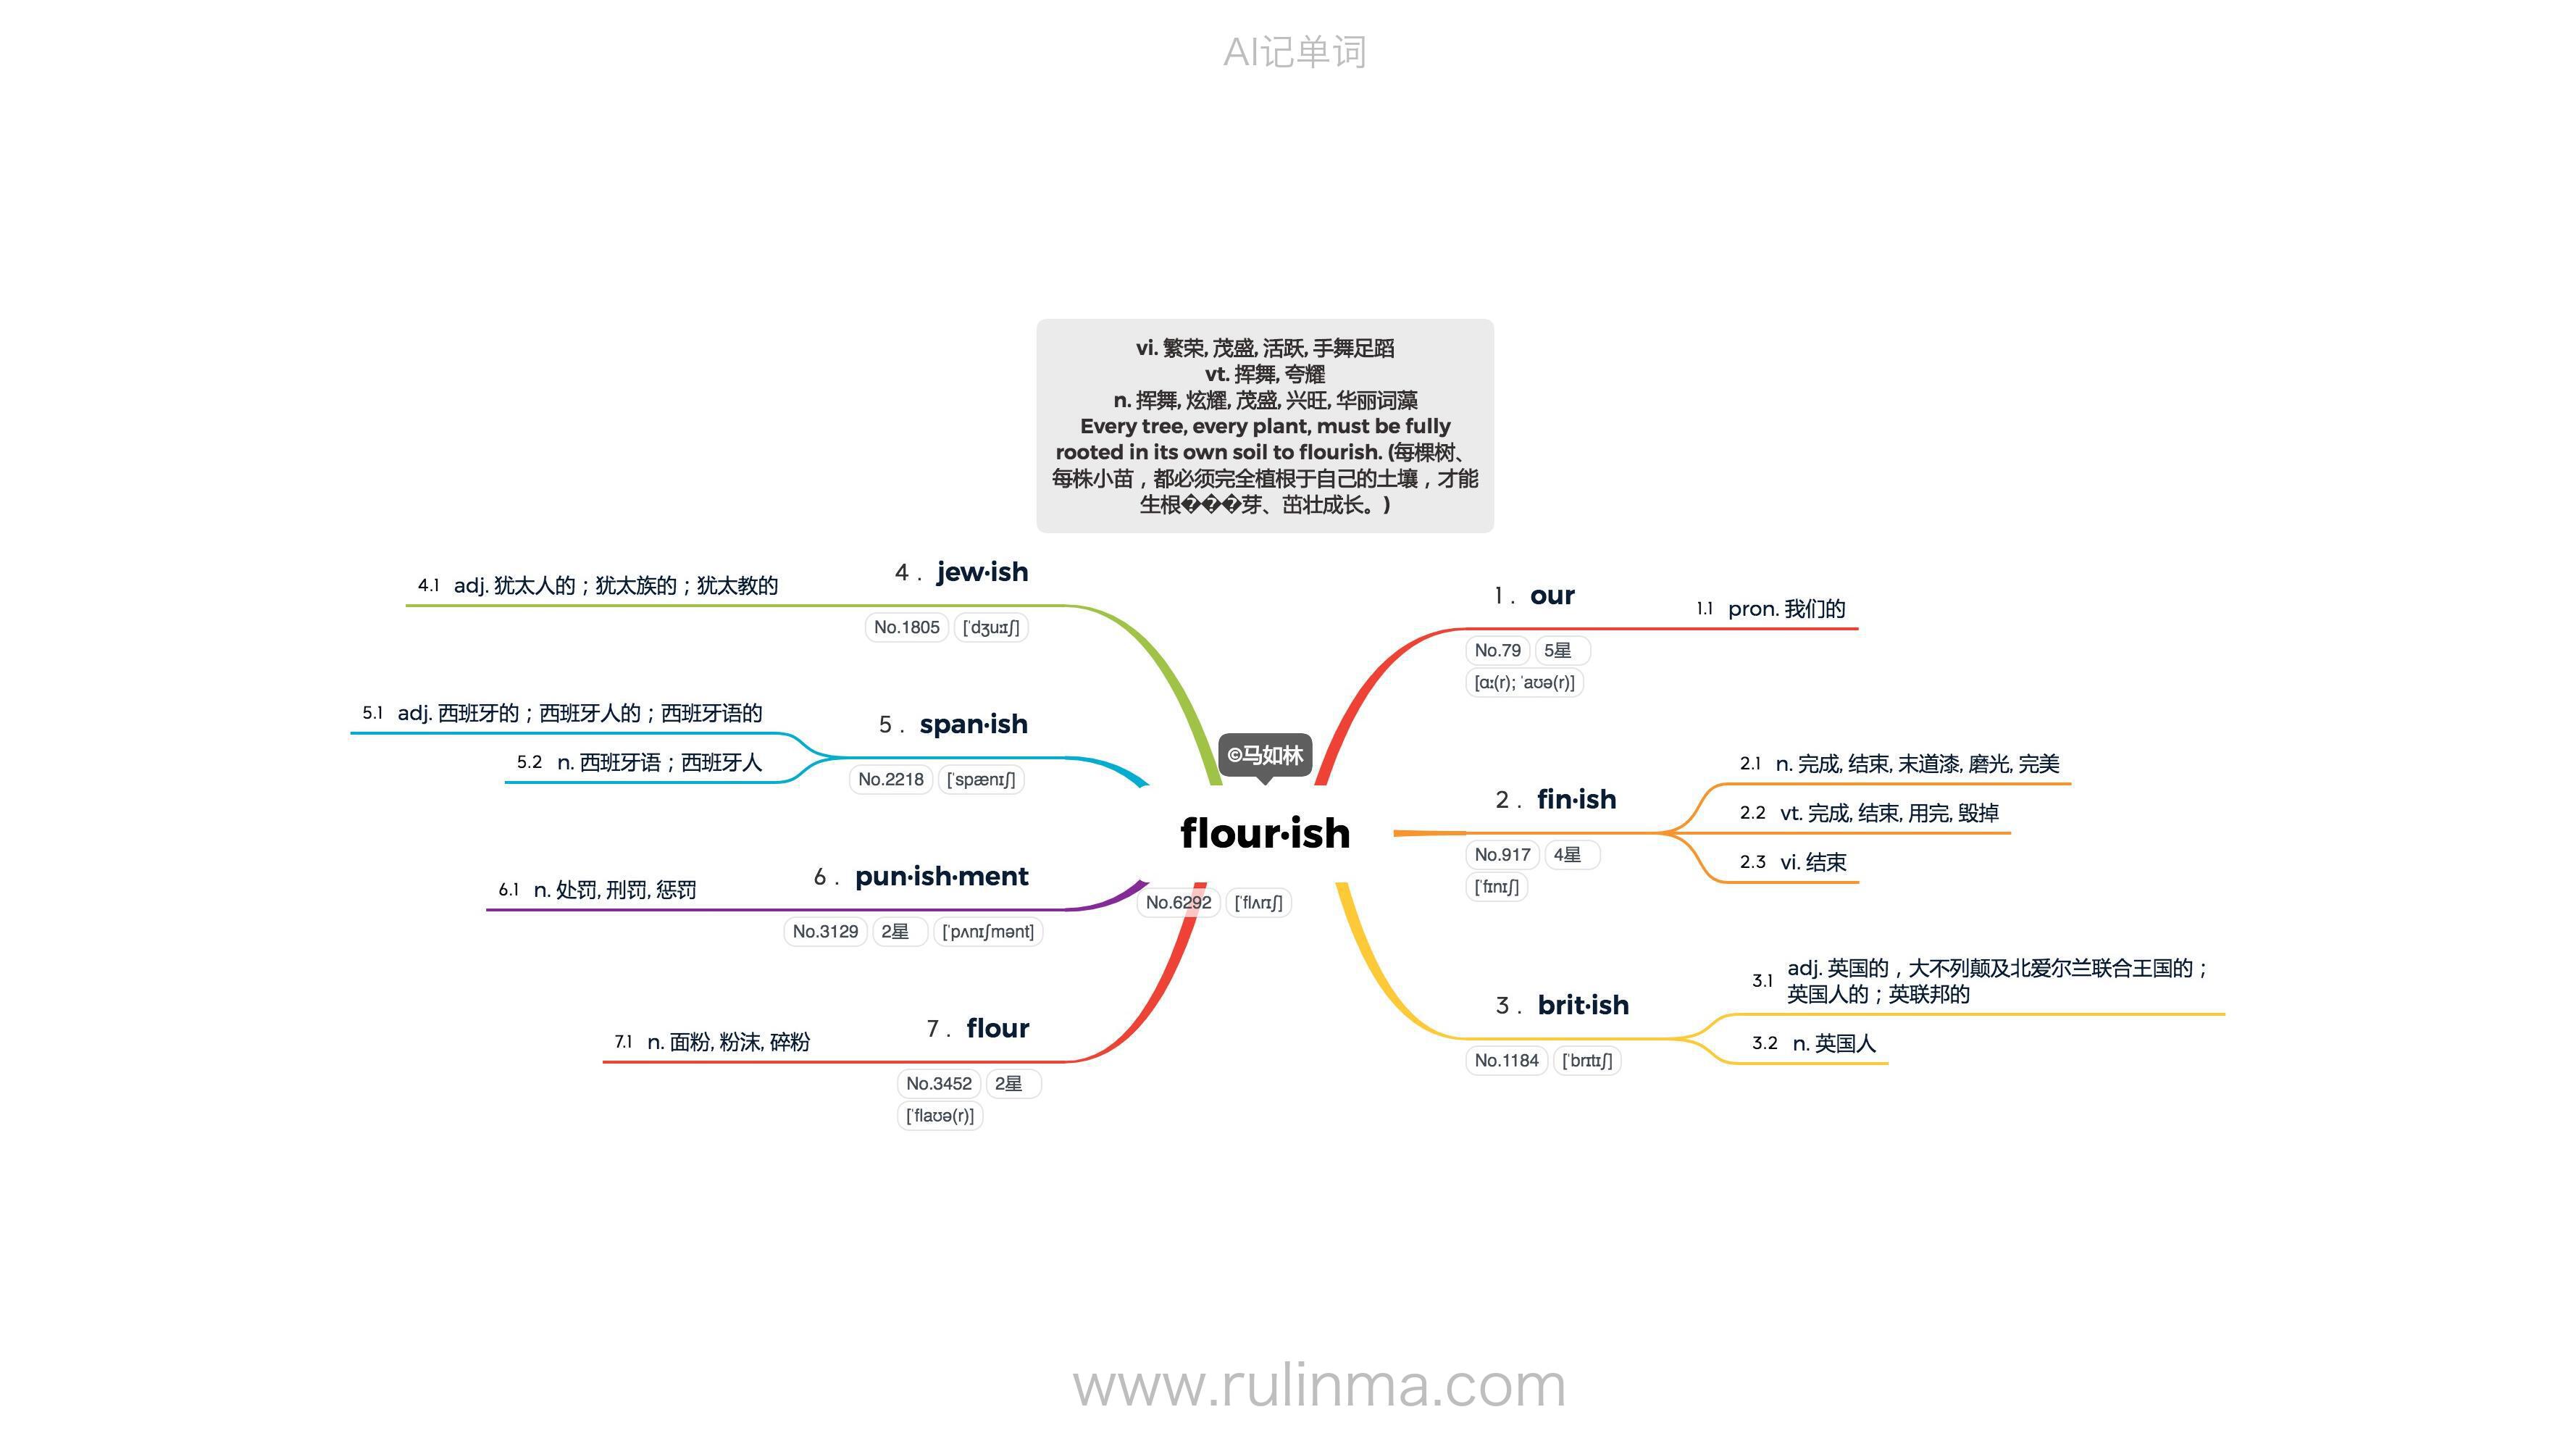 AI记单词
vi. 繁荣, 茂盛, 活跃, 手舞足蹈
vt. 挥舞, 夸耀
n. 挥舞, 炫耀, 茂盛, 兴旺, 华丽词藻
Every tree, every plant, must be fully
rooted in its own soil to flourish. (每棵树、
每株小苗，都必须完全植根于自己的土壤，才能
生根���芽、茁壮成长。)
©马如林
flour·ish
No.6292 [ˈflʌrɪʃ]
1 . our
No.79 5星
[ɑː(r); ˈaʊə(r)]
1.1 pron. 我们的
2 . fin·ish
No.917 4星
[ˈfɪnɪʃ]
2.1 n. 完成, 结束, 末道漆, 磨光, 完美
2.2 vt. 完成, 结束, 用完, 毁掉
2.3 vi. 结束
3 . brit·ish
No.1184 [ˈbrɪtɪʃ]
3.1 adj. 英国的，大不列颠及北爱尔兰联合王国的；
英国人的；英联邦的
3.2 n. 英国人
4 . jew·ish
No.1805 [ˈdʒuːɪʃ]
4.1 adj. 犹太人的；犹太族的；犹太教的
5 . span·ish
No.2218 [ˈspænɪʃ]
5.1 adj. 西班牙的；西班牙人的；西班牙语的
5.2 n. 西班牙语；西班牙人
6 . pun·ish·ment
No.3129 2星 [ˈpʌnɪʃmənt]
6.1 n. 处罚, 刑罚, 惩罚
7 . flour
No.3452 2星
[ˈflaʊə(r)]
7.1 n. 面粉, 粉沫, 碎粉
www.rulinma.com